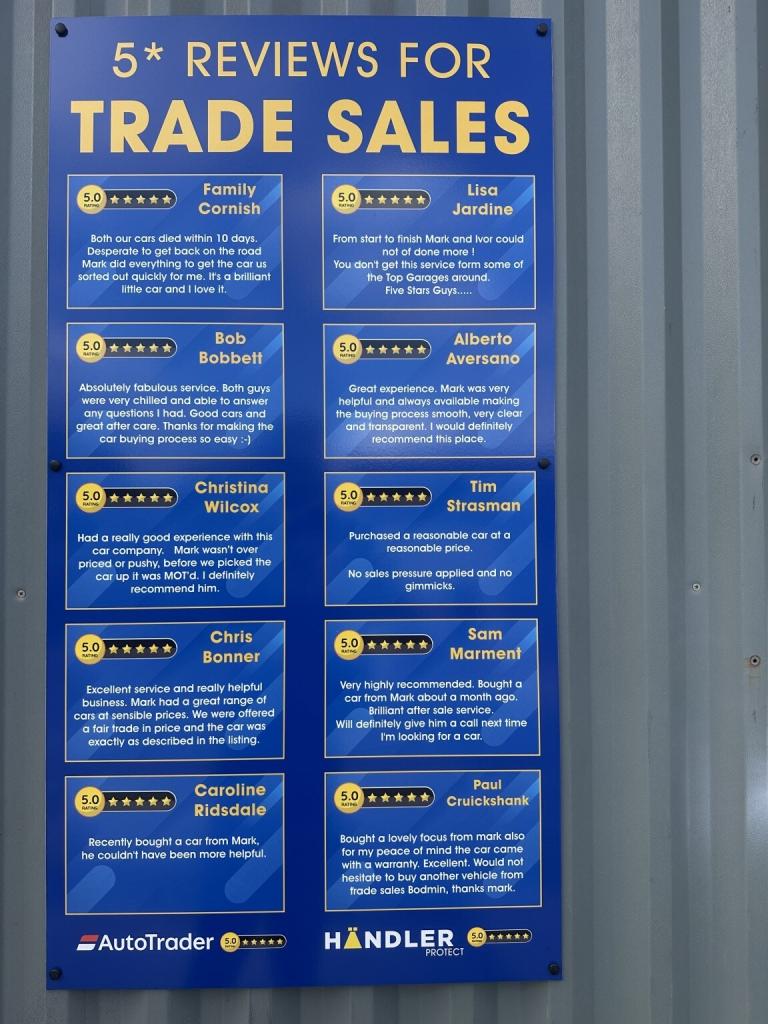 5* REVIEWS FOR
TRADE SALES
5.0
RATING
Family
Cornish
Both our cars died within 10 days.
Desperate to get back on the road
Mark did everything to get the car us
sorted out quickly for me. It's a brilliant
little car and I love it.
5.0
RATING
Lisa
Jardine
From start to finish Mark and Ivor could
not of done more !
You don't get this service form some of
the Top Garages around.
Five Stars Guys.....
5.0
RATING
Bob
Bobbett
Absolutely fabulous service. Both guys
were very chilled and able to answer
any questions I had. Good cars and
great after care. Thanks for making the
car buying process so easy :-)
5.0
RATING
Alberto
Aversano
Great experience. Mark was very
helpful and always available making
the buying process smooth, very clear
and transparent. I would definitely
recommend this place.
5.0
RATING
Christina
Wilcox
Had a really good experience with this
car company. Mark wasn't over
priced or pushy, before we picked the
car up it was MOT'd. I definitely
recommend him.
5.0
RATING
Tim
Strasman
Purchased a reasonable car at a
reasonable price.
No sales pressure applied and no
gimmicks.
5.0
RATING
Chris
Bonner
Excellent service and really helpful
business. Mark had a great range of
cars at sensible prices. We were offered
a fair trade in price and the car was
exactly as described in the listing.
5.0
RATING
Sam
Marment
Very highly recommended. Bought a
car from Mark about a month ago.
Brilliant after sale service.
Will definitely give him a call next time
I'm looking for a car.
5.0
RATING
Caroline
Ridsdale
Recently bought a car from Mark,
he couldn't have been more helpful.
5.0
RATING
Paul
Cruickshank
Bought a lovely focus from mark also
for my peace of mind the car came
with a warranty. Excellent. Would not
hesitate to buy another vehicle from
trade sales Bodmin, thanks mark.
AutoTrader
5.0
RATING
HÄNDLER
PROTECT
5.0
RATING